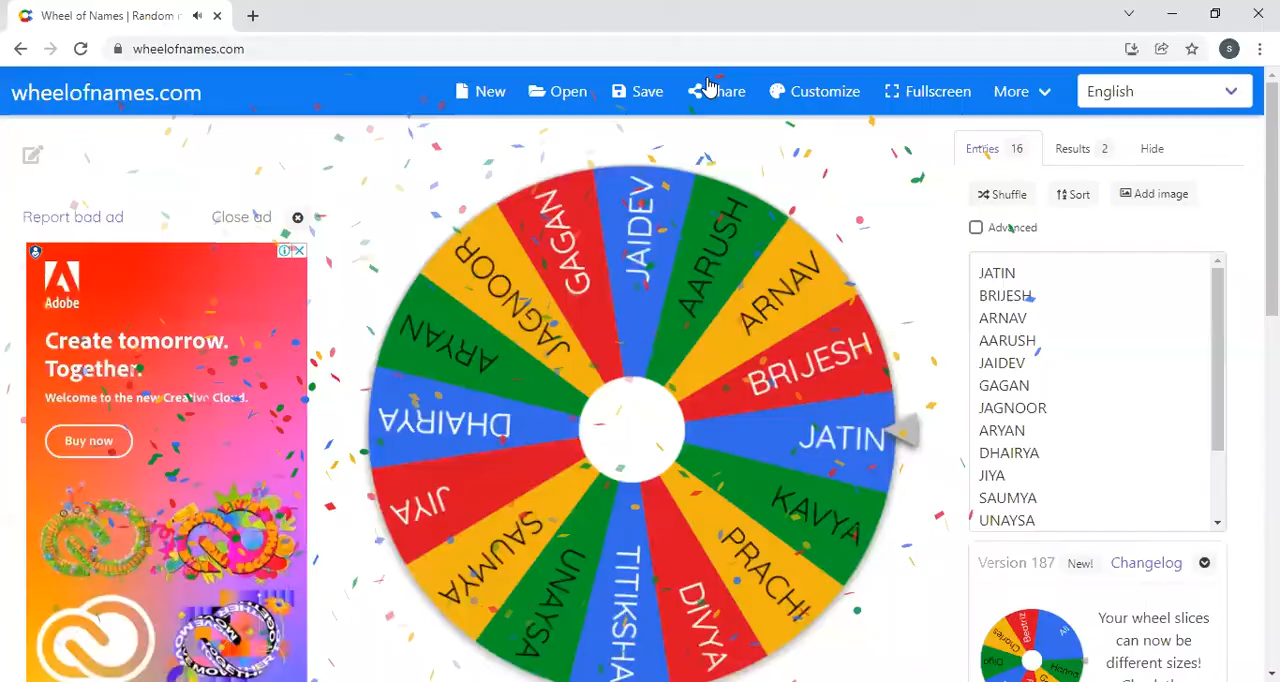 Wheel of Names | Random
wheelofnames.com
wheelofnames.com
New
Open
Save
Share
Customize
Fullscreen
More
English
Entries 16
Results 2
Hide
Shuffle
Sort
Add image
Advanced
Report bad ad
Close ad
Adobe
Create tomorrow.
Together.
Welcome to the new Creative Cloud.
Buy now
GAGAN
JAIDEV
AARUSH
ARNAV
BRIJESH
JATIN
KAVYA
PRACHI
DIVYA
TITIKSHA
UNAYSA
SAUMYA
JIYA
DHAIRYA
ARYAN
JAGNOOR
JATIN
BRIJESH
ARNAV
AARUSH
JAIDEV
GAGAN
JAGNOOR
ARYAN
DHAIRYA
JIYA
SAUMYA
UNAYSA
Version 187
New!
Changelog
Your wheel slices
can now be
different sizes!
Ali
Beatriz
Charles
Hanna
S